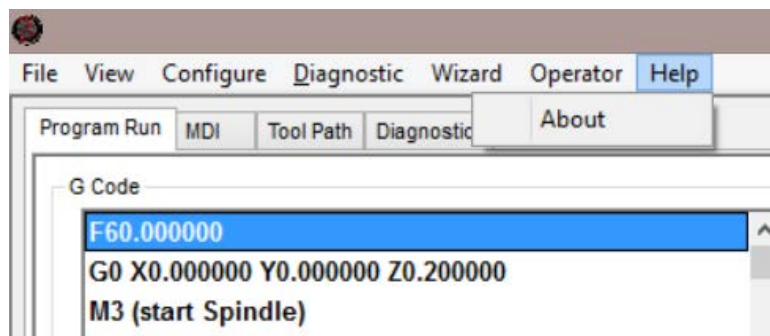 File View Configure Diagnostic Wizard Operator Help
About
Program Run MDI Tool Path Diagnostic
G Code
F60.000000
G0 X0.000000 Y0.000000 Z0.200000
M3 (start Spindle)